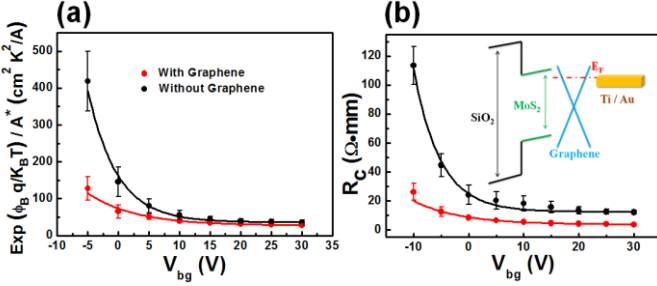 (a)
Exp (ϕB q/KBT) / A* (cm² K²/A)
500
400
300
200
100
0
With Graphene
Without Graphene
-10 -5 0 5 10 15 20 25 30 35
Vbg (V)
(b)
RC (Ω•mm)
120
100
80
60
40
20
0
SiO2
MoS2
EF
Ti / Au
Graphene
-10 0 10 20 30
Vbg (V)